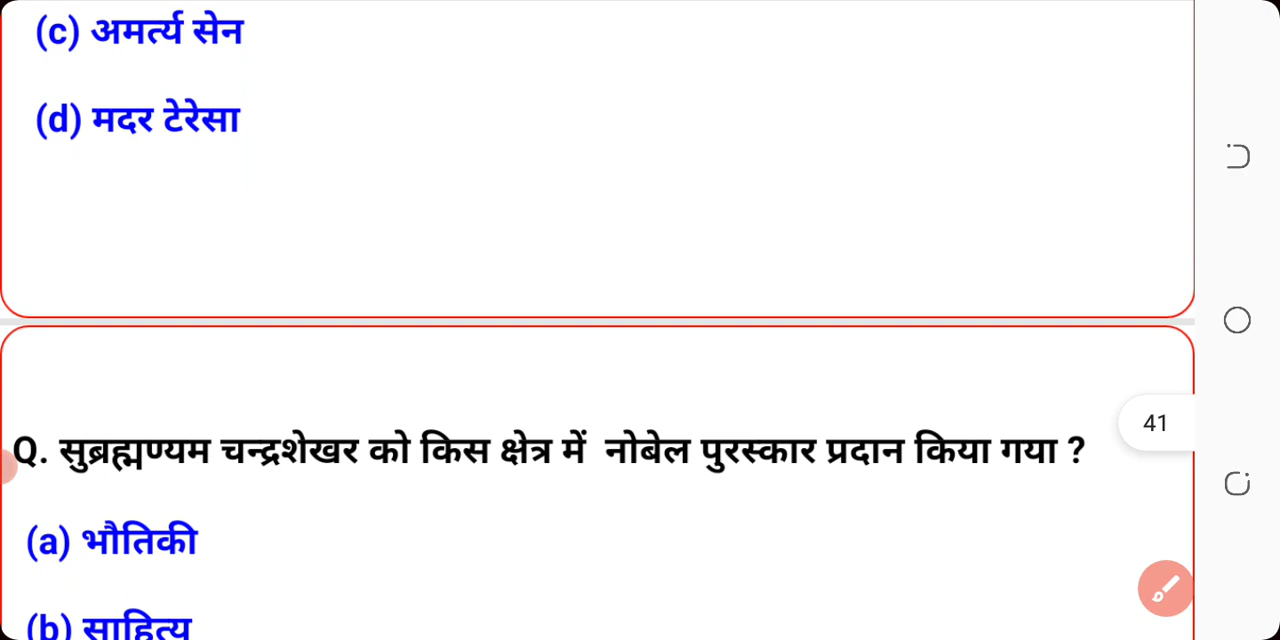 (c) अमर्त्य सेन
(d) मदर टेरेसा
41
Q. सुब्रह्मण्यम चन्द्रशेखर को किस क्षेत्र में नोबेल पुरस्कार प्रदान किया गया ?
(a) भौतिकी
(b) साहित्य